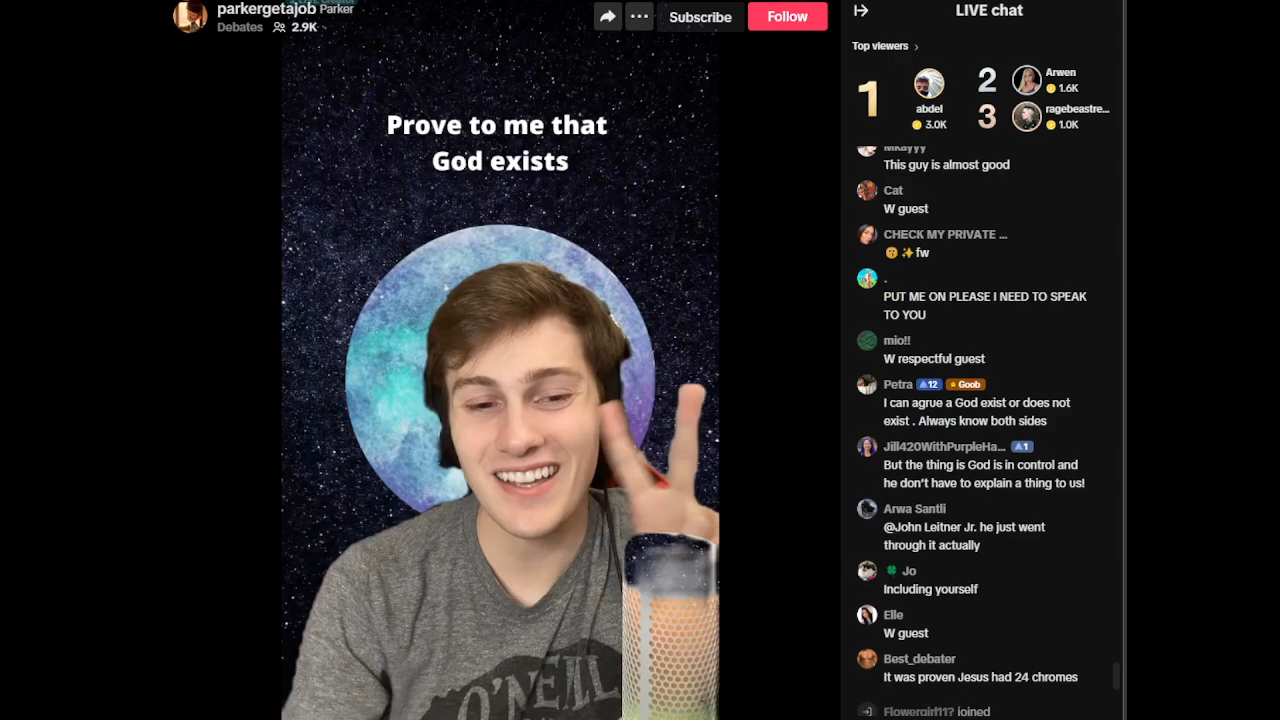 LIVE Creator
parkergetajob Parker
Debates 2.9K
Subscribe
Follow
Prove to me that
God exists
O'NEILL
LIVE chat
Top viewers >
1
abdel
3.0K
2
Arwen
1.6K
3
ragebeastre...
1.0K
Mkayyy
This guy is almost good
Cat
W guest
CHECK MY PRIVATE ...
🤫✨fw
.
PUT ME ON PLEASE I NEED TO SPEAK
TO YOU
mio!!
W respectful guest
Petra 12 Goob
I can agrue a God exist or does not
exist . Always know both sides
Jill420WithPurpleHa... 1
But the thing is God is in control and
he don't have to explain a thing to us!
Arwa Santli
@John Leitner Jr. he just went
through it actually
🍀 Jo
Including yourself
Elle
W guest
Best_debater
It was proven Jesus had 24 chromes
Flowergirl11? joined